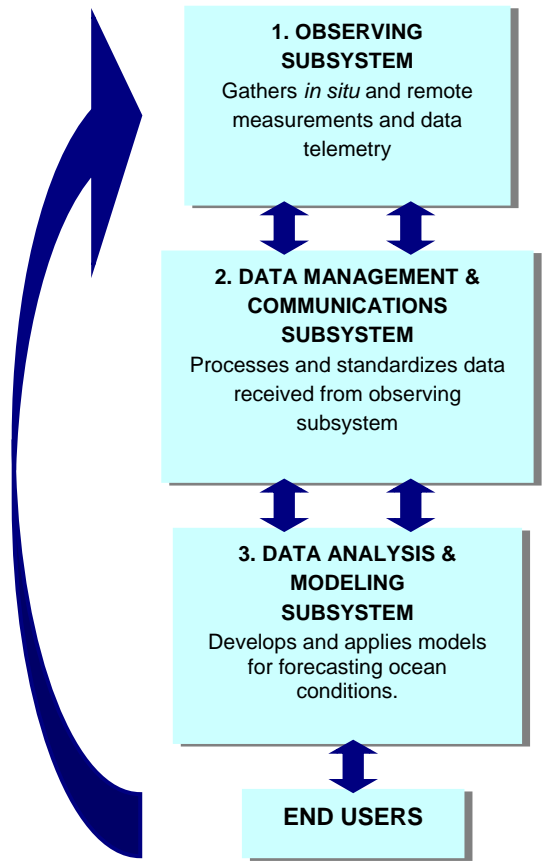 1. OBSERVING
SUBSYSTEM
Gathers in situ and remote
measurements and data
telemetry
2. DATA MANAGEMENT &
COMMUNICATIONS
SUBSYSTEM
Processes and standardizes data
received from observing
subsystem
3. DATA ANALYSIS &
MODELING
SUBSYSTEM
Develops and applies models
for forecasting ocean
conditions.
END USERS